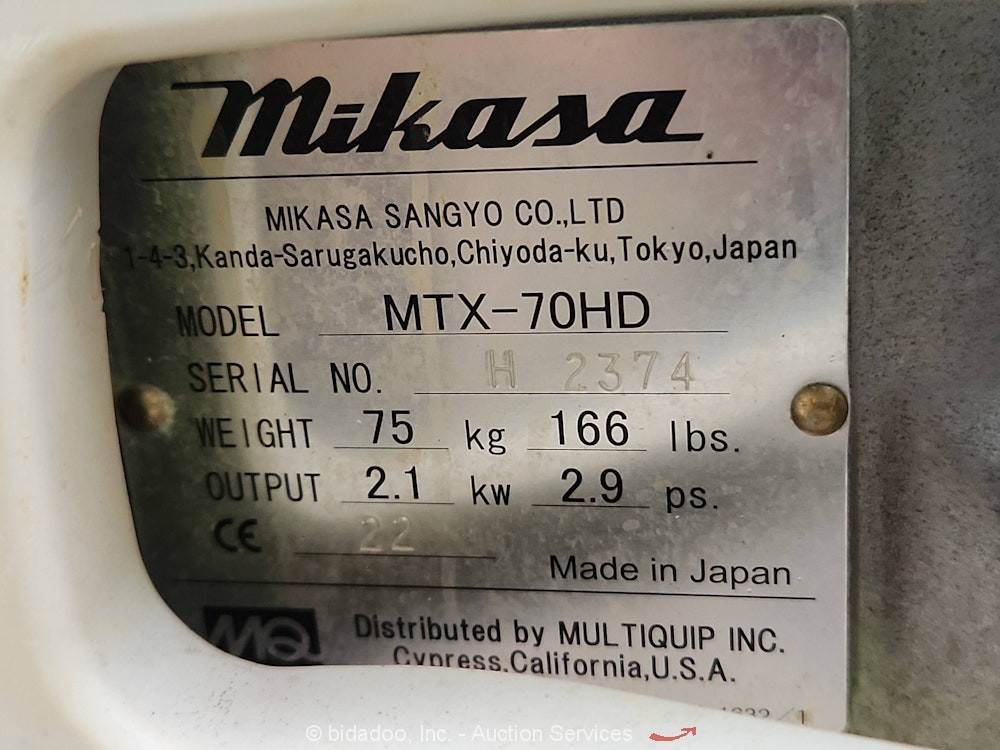 Mikasa
MIKASA SANGYO CO.,LTD
1-4-3,Kanda-Sarugakucho,Chiyoda-ku,Tokyo,Japan
MODEL MTX-70HD
SERIAL NO. H 2374
WEIGHT 75 kg 166 lbs.
OUTPUT 2.1 kw 2.9 ps.
CE 22
Made in Japan
MQ Distributed by MULTIQUIP INC.
Cypress.California,U.S.A.
© bidadoo, Inc. - Auction Services